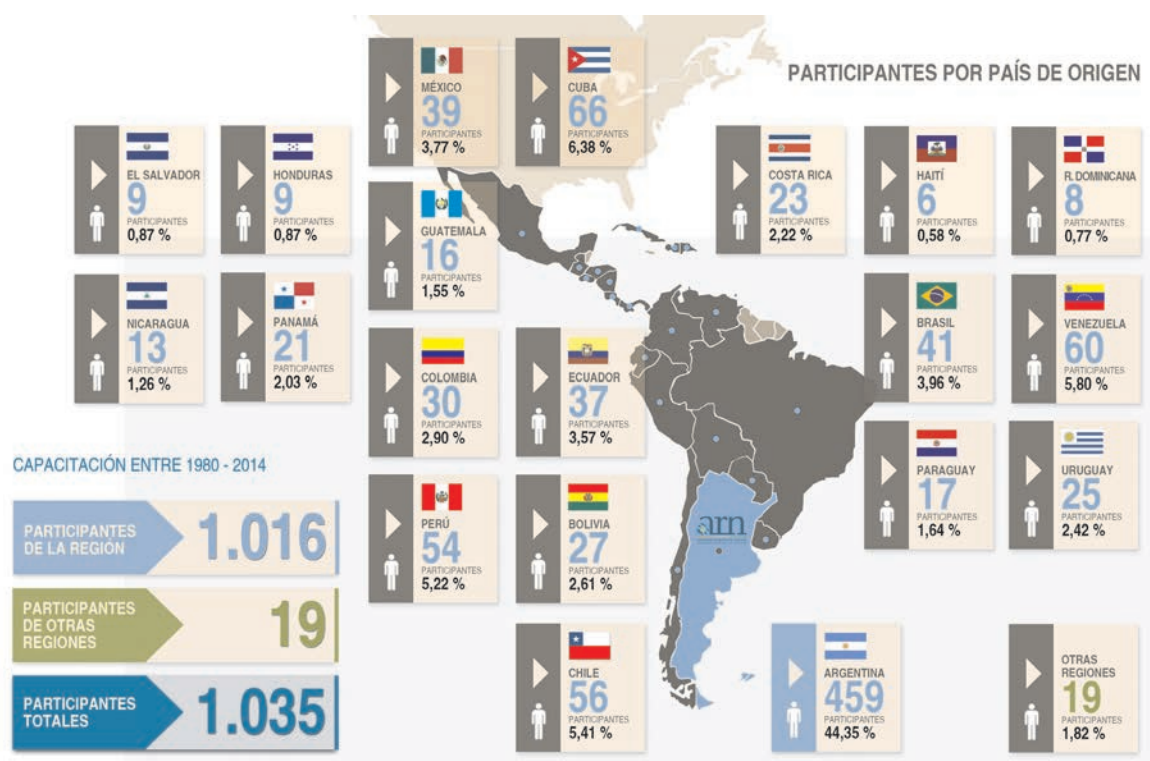 PARTICIPANTES POR PAÍS DE ORIGEN
MÉXICO
39
PARTICIPANTES
3,77 %
CUBA
66
PARTICIPANTES
6,38 %
EL SALVADOR
9
PARTICIPANTES
0,87 %
HONDURAS
9
PARTICIPANTES
0,87 %
GUATEMALA
16
PARTICIPANTES
1,55 %
COSTA RICA
23
PARTICIPANTES
2,22 %
HAITÍ
6
PARTICIPANTES
0,58 %
R. DOMINICANA
8
PARTICIPANTES
0,77 %
NICARAGUA
13
PARTICIPANTES
1,26 %
PANAMÁ
21
PARTICIPANTES
2,03 %
COLOMBIA
30
PARTICIPANTES
2,90 %
ECUADOR
37
PARTICIPANTES
3,57 %
BRASIL
41
PARTICIPANTES
3,96 %
VENEZUELA
60
PARTICIPANTES
5,80 %
PERÚ
54
PARTICIPANTES
5,22 %
BOLIVIA
27
PARTICIPANTES
2,61 %
arn
PARAGUAY
17
PARTICIPANTES
1,64 %
URUGUAY
25
PARTICIPANTES
2,42 %
CHILE
56
PARTICIPANTES
5,41 %
ARGENTINA
459
PARTICIPANTES
44,35 %
OTRAS
REGIONES
19
PARTICIPANTES
1,82 %
CAPACITACIÓN ENTRE 1980 - 2014
PARTICIPANTES
DE LA REGIÓN
1.016
PARTICIPANTES
DE OTRAS
REGIONES
19
PARTICIPANTES
TOTALES
1.035